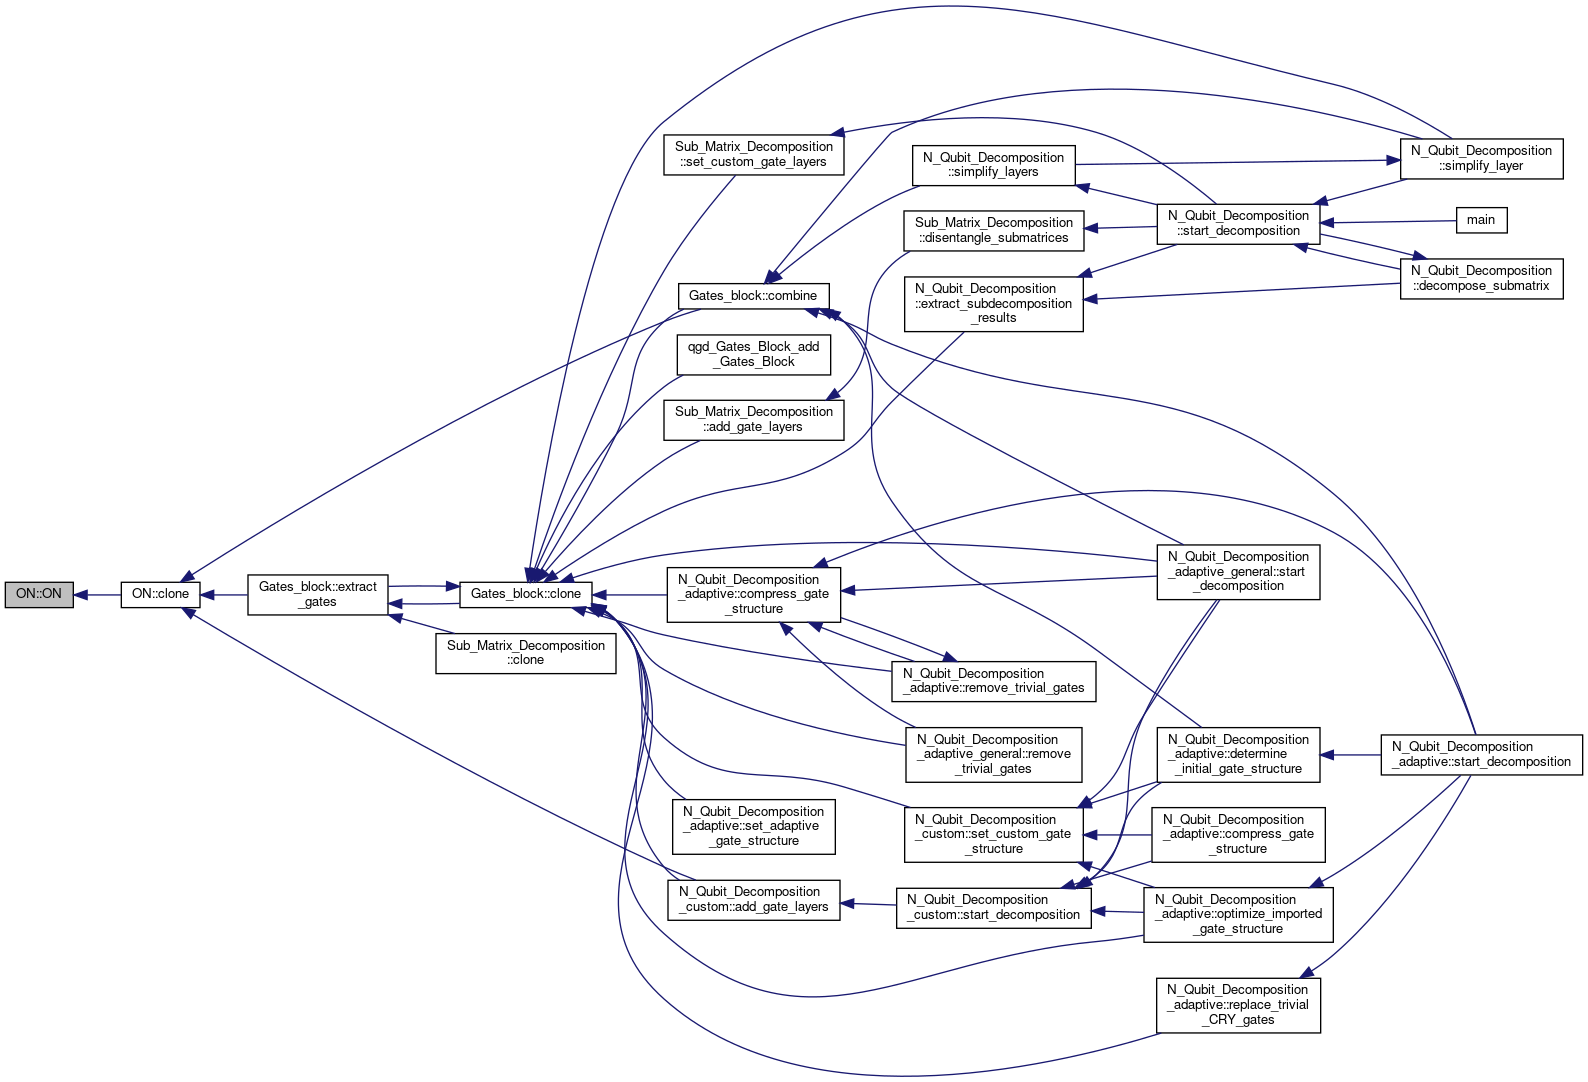 ON::ON
ON::clone
Gates_block::extract
_gates
Gates_block::clone
Sub_Matrix_Decomposition
::clone
Sub_Matrix_Decomposition
::set_custom_gate_layers
Gates_block::combine
qgd_Gates_Block_add
_Gates_Block
Sub_Matrix_Decomposition
::add_gate_layers
N_Qubit_Decomposition
_adaptive::compress_gate
_structure
N_Qubit_Decomposition
_adaptive::set_adaptive
_gate_structure
N_Qubit_Decomposition
_custom::add_gate_layers
N_Qubit_Decomposition
::simplify_layers
Sub_Matrix_Decomposition
::disentangle_submatrices
N_Qubit_Decomposition
::extract_subdecomposition
_results
N_Qubit_Decomposition
_adaptive::remove_trivial_gates
N_Qubit_Decomposition
_adaptive_general::remove
_trivial_gates
N_Qubit_Decomposition
_custom::set_custom_gate
_structure
N_Qubit_Decomposition
_custom::start_decomposition
N_Qubit_Decomposition
::start_decomposition
N_Qubit_Decomposition
_adaptive_general::start
_decomposition
N_Qubit_Decomposition
_adaptive::determine
_initial_gate_structure
N_Qubit_Decomposition
_adaptive::compress_gate
_structure
N_Qubit_Decomposition
_adaptive::optimize_imported
_gate_structure
N_Qubit_Decomposition
_adaptive::replace_trivial
_CRY_gates
N_Qubit_Decomposition
::simplify_layer
main
N_Qubit_Decomposition
::decompose_submatrix
N_Qubit_Decomposition
_adaptive::start_decomposition